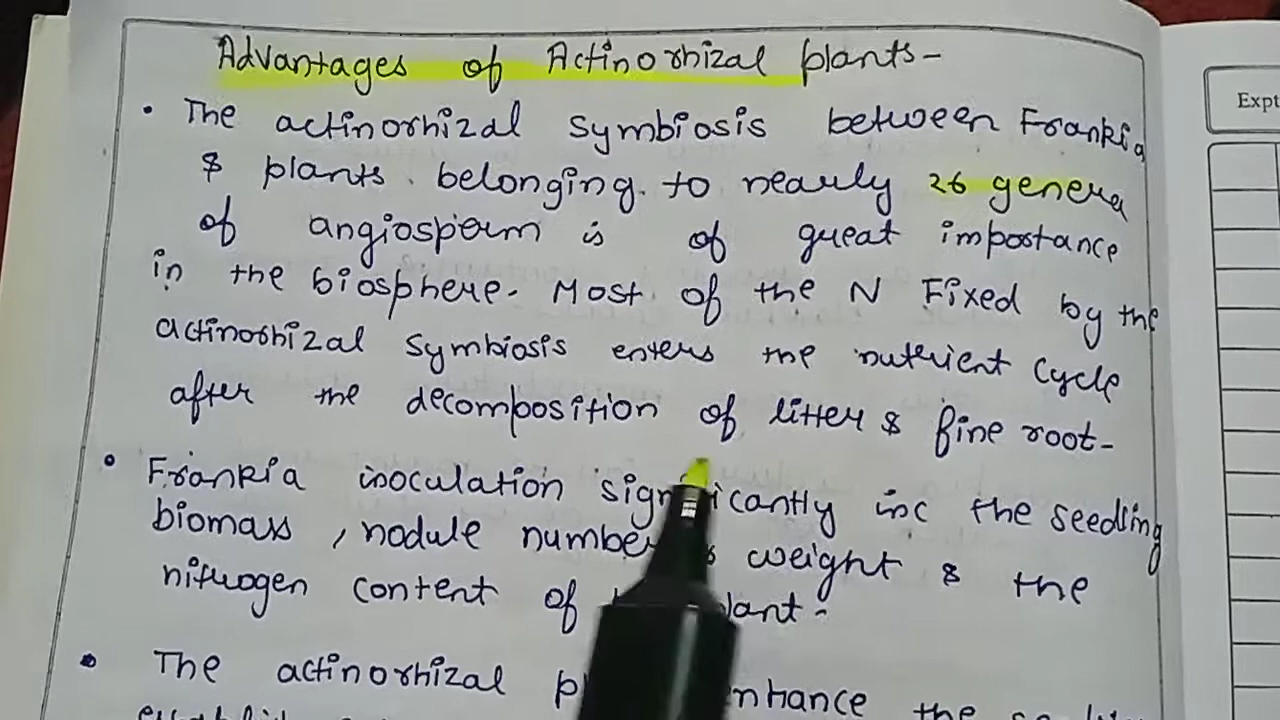 Advantages of Actinorhizal plants-
• The actinorhizal symbiosis between Frankia
& plants belonging to nearly 26 genera
of angiosperm is of great importance
in the biosphere. Most of the N Fixed by the
actinorhizal symbiosis enters the nutrient cycle
after the decomposition of litter & fine root-
• Frankia inoculation significantly inc the seedling
biomass, nodule number & weight & the
nitrogen content of plant-
• The actinorhizal enhance the
Expt